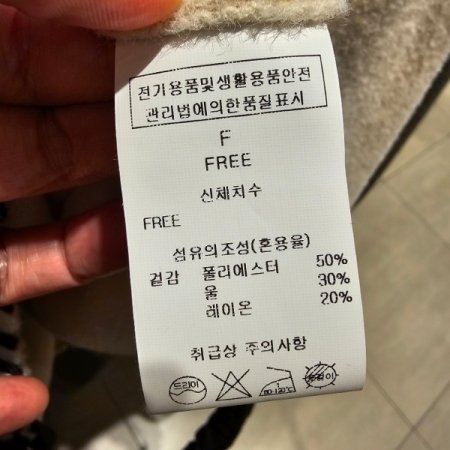 전기용품및생활용품안전
관리법에의한품질표시
F
FREE
신체치수
FREE
섬유의조성(혼용율)
겉감 폴리에스터 50%
울 30%
레이온 20%
취급상 주의사항
드라이